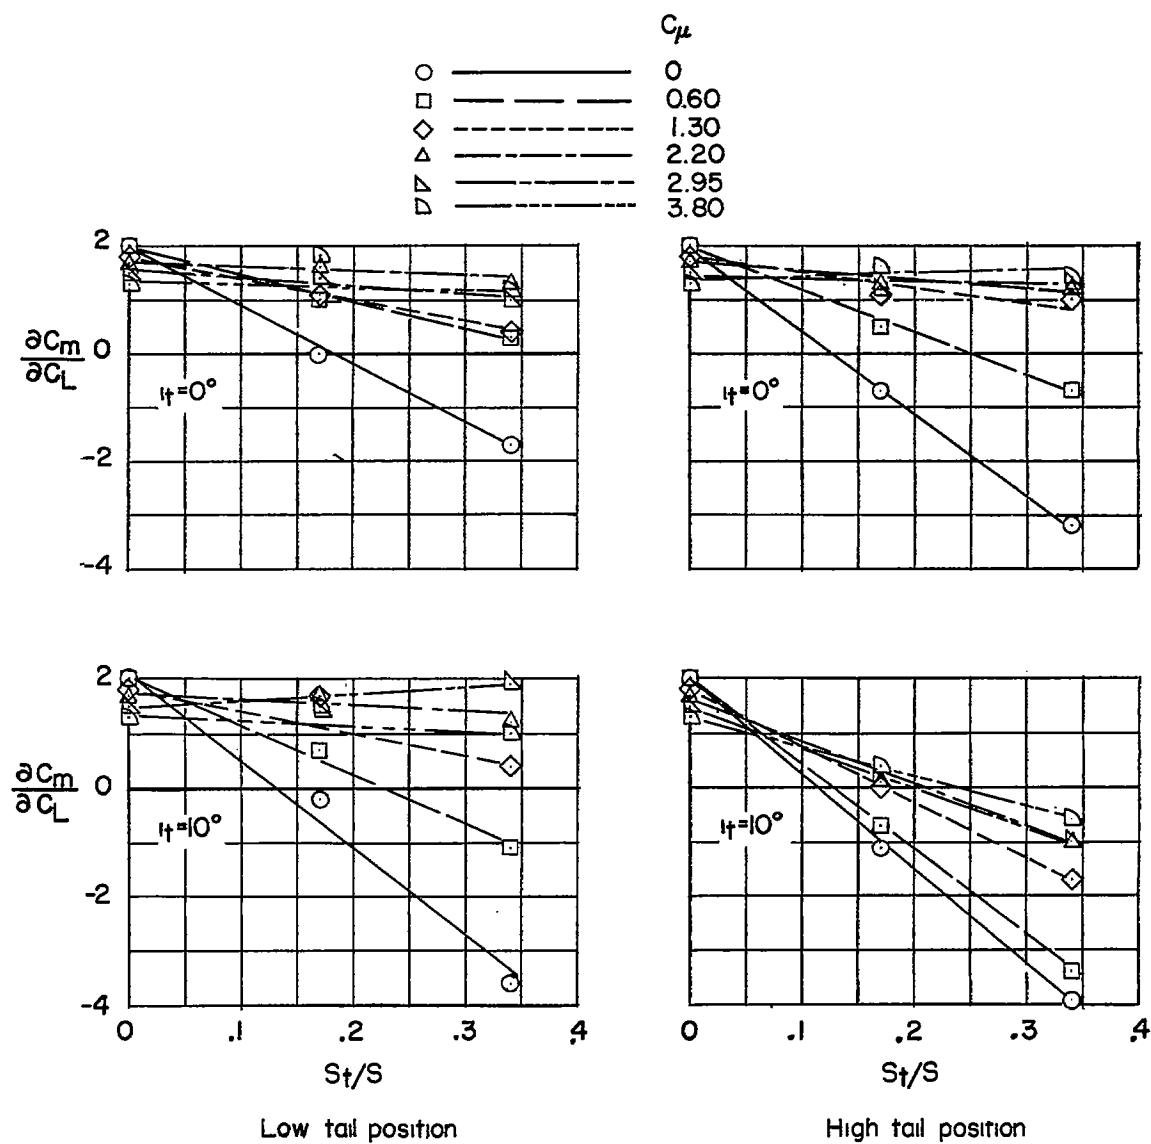 Cμ
0
0.60
1.30
2.20
2.95
3.80
2
0
-2
-4
∂Cm
∂CL
it=0°
2
it=0°
2
0
-2
-4
∂Cm
∂CL
it=10°
it=10°
0 .1 .2 .3 .4
0 .1 .2 .3 .4
St/S
St/S
Low tail position
High tail position